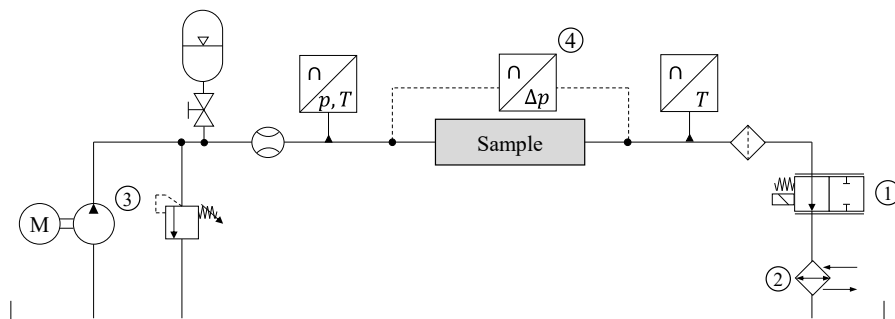 ④
∩
p, T
∩
Δp
∩
T
Sample
③
M
①
②